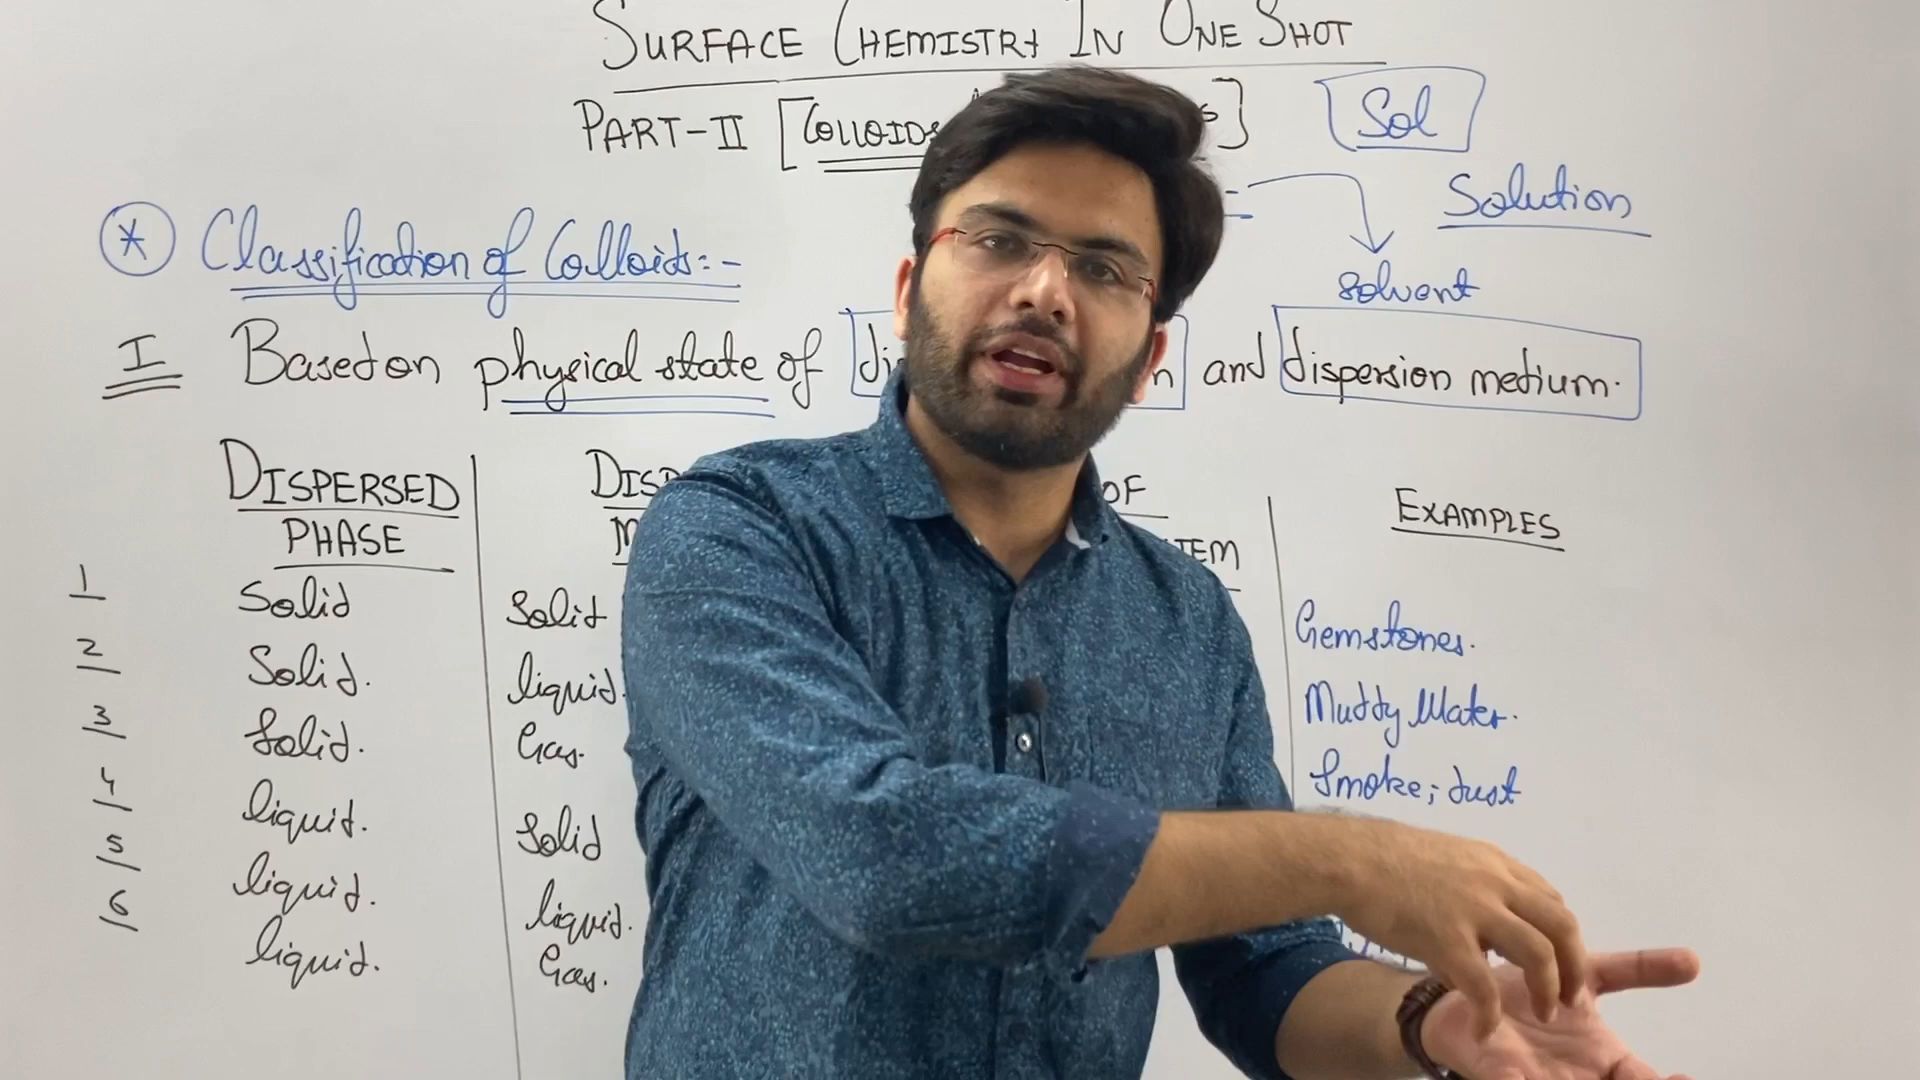 SURFACE CHEMISTRY IN ONE SHOT
PART-II [COLLOIDS
Sol
Solution
* Classification of Colloids:-
solvent
I Based on physical state of and dispersion medium.
DISPERSED PHASE
OF
EXAMPLES
1 Solid Solid Gemstones.
2 Solid. liquid. Muddy Water.
3 Solid. Gas. Smoke; dust
4 liquid. Solid
5 liquid. liquid.
6 liquid. Gas.